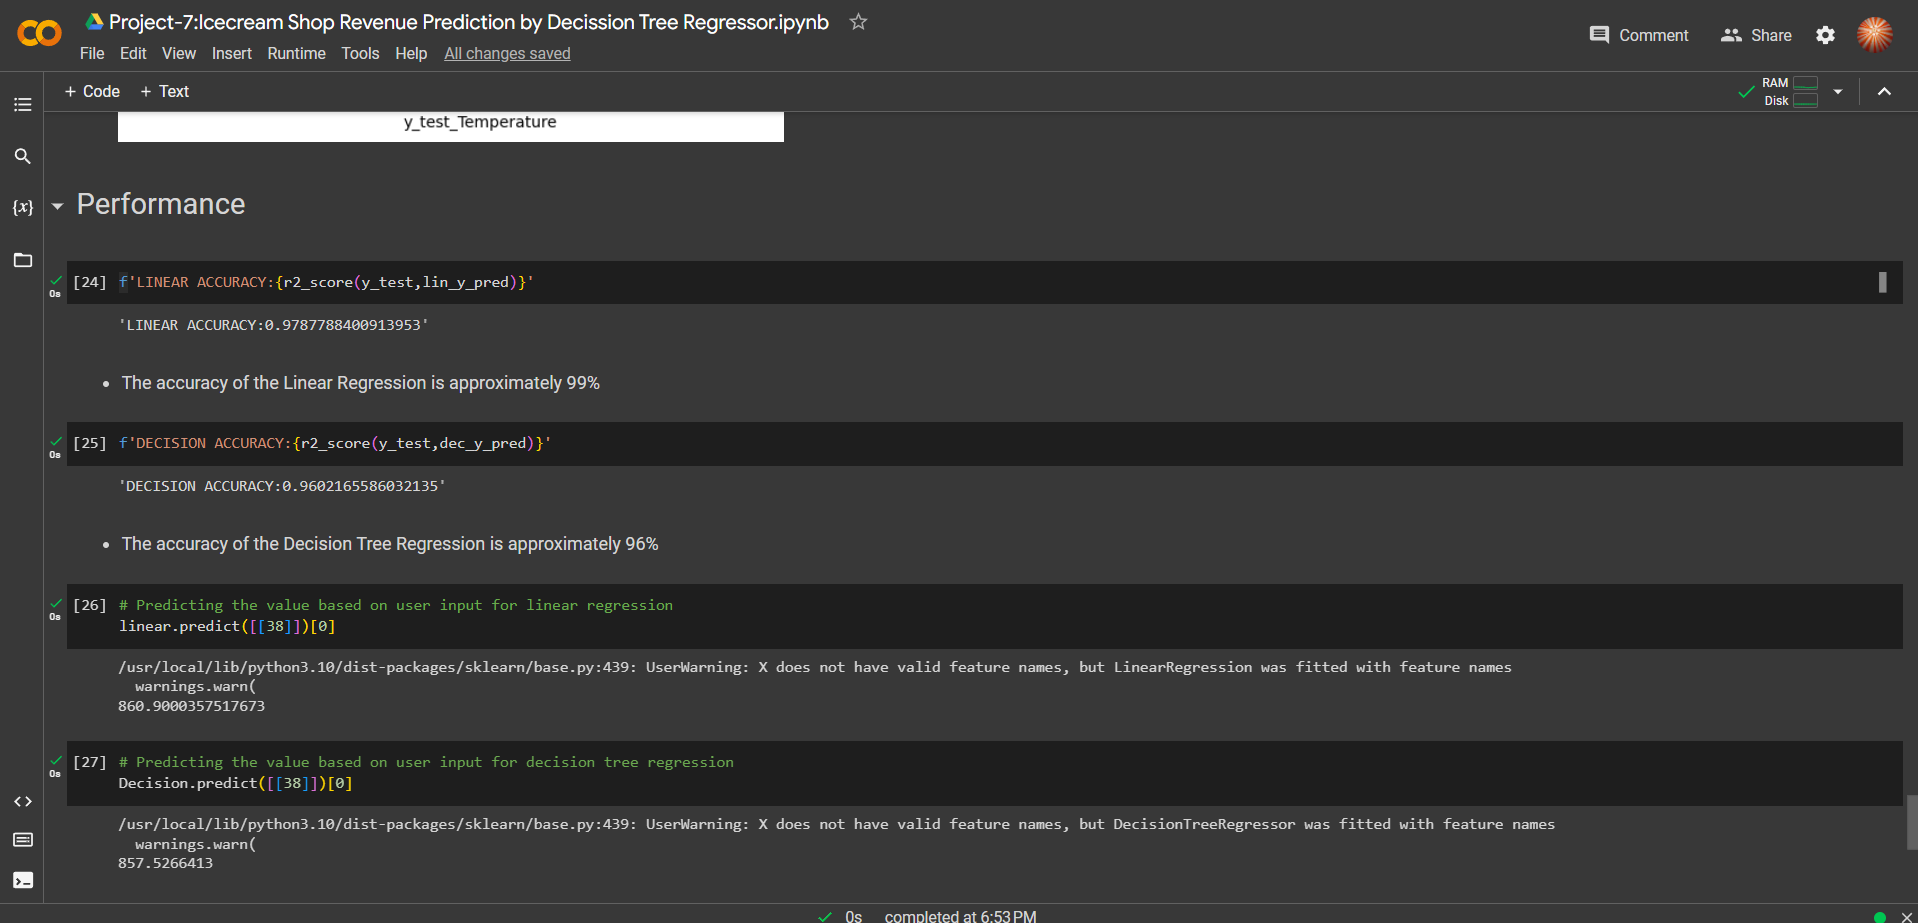 Project-7:Icecream Shop Revenue Prediction by Decission Tree Regressor.ipynb
File Edit View Insert Runtime Tools Help All changes saved
Comment Share
+ Code + Text
RAM
Disk
y_test_Temperature
Performance
[24] f'LINEAR ACCURACY:{r2_score(y_test,lin_y_pred)}'
0s
'LINEAR ACCURACY:0.9787788400913953'
• The accuracy of the Linear Regression is approximately 99%
[25] f'DECISION ACCURACY:{r2_score(y_test,dec_y_pred)}'
0s
'DECISION ACCURACY:0.9602165586032135'
• The accuracy of the Decision Tree Regression is approximately 96%
[26] # Predicting the value based on user input for linear regression
0s
linear.predict([[38]])[0]
/usr/local/lib/python3.10/dist-packages/sklearn/base.py:439: UserWarning: X does not have valid feature names, but LinearRegression was fitted with feature names
warnings.warn(
860.9000357517673
[27] # Predicting the value based on user input for decision tree regression
0s
Decision.predict([[38]])[0]
/usr/local/lib/python3.10/dist-packages/sklearn/base.py:439: UserWarning: X does not have valid feature names, but DecisionTreeRegressor was fitted with feature names
warnings.warn(
857.5266413
0s completed at 6:53 PM